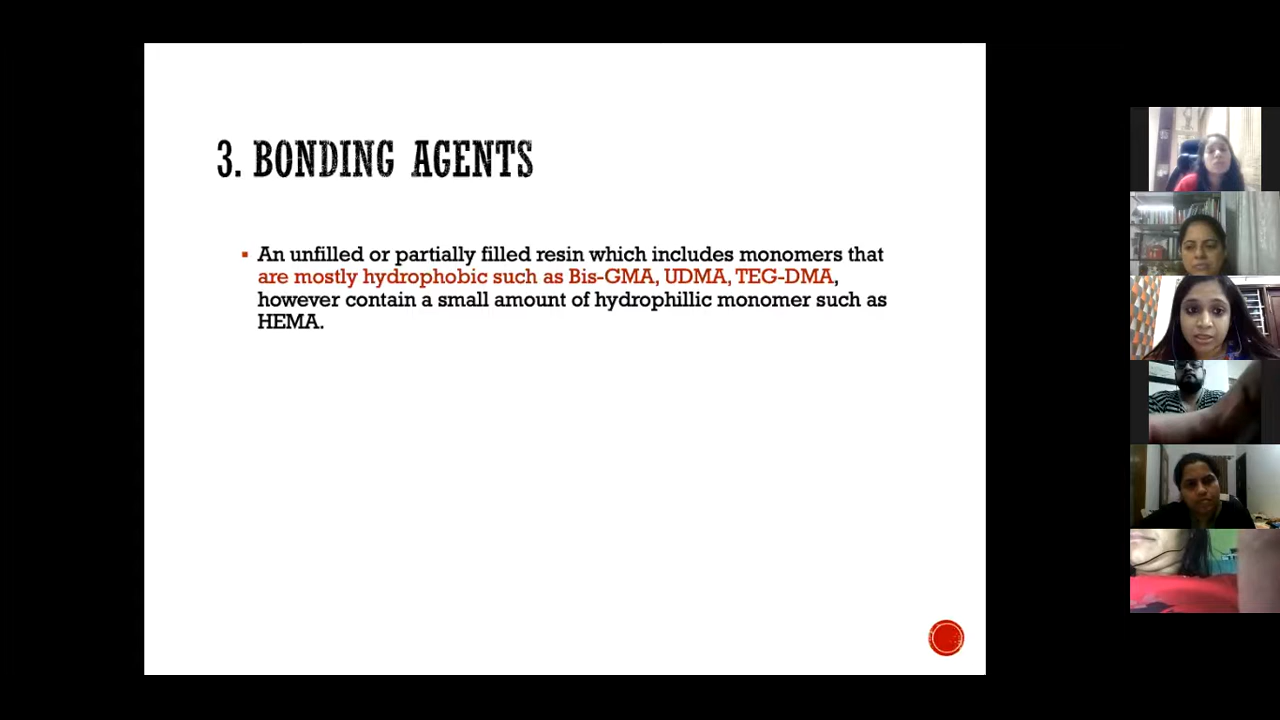 3. BONDING AGENTS
▪ An unfilled or partially filled resin which includes monomers that
are mostly hydrophobic such as Bis-GMA, UDMA, TEG-DMA,
however contain a small amount of hydrophillic monomer such as
HEMA.